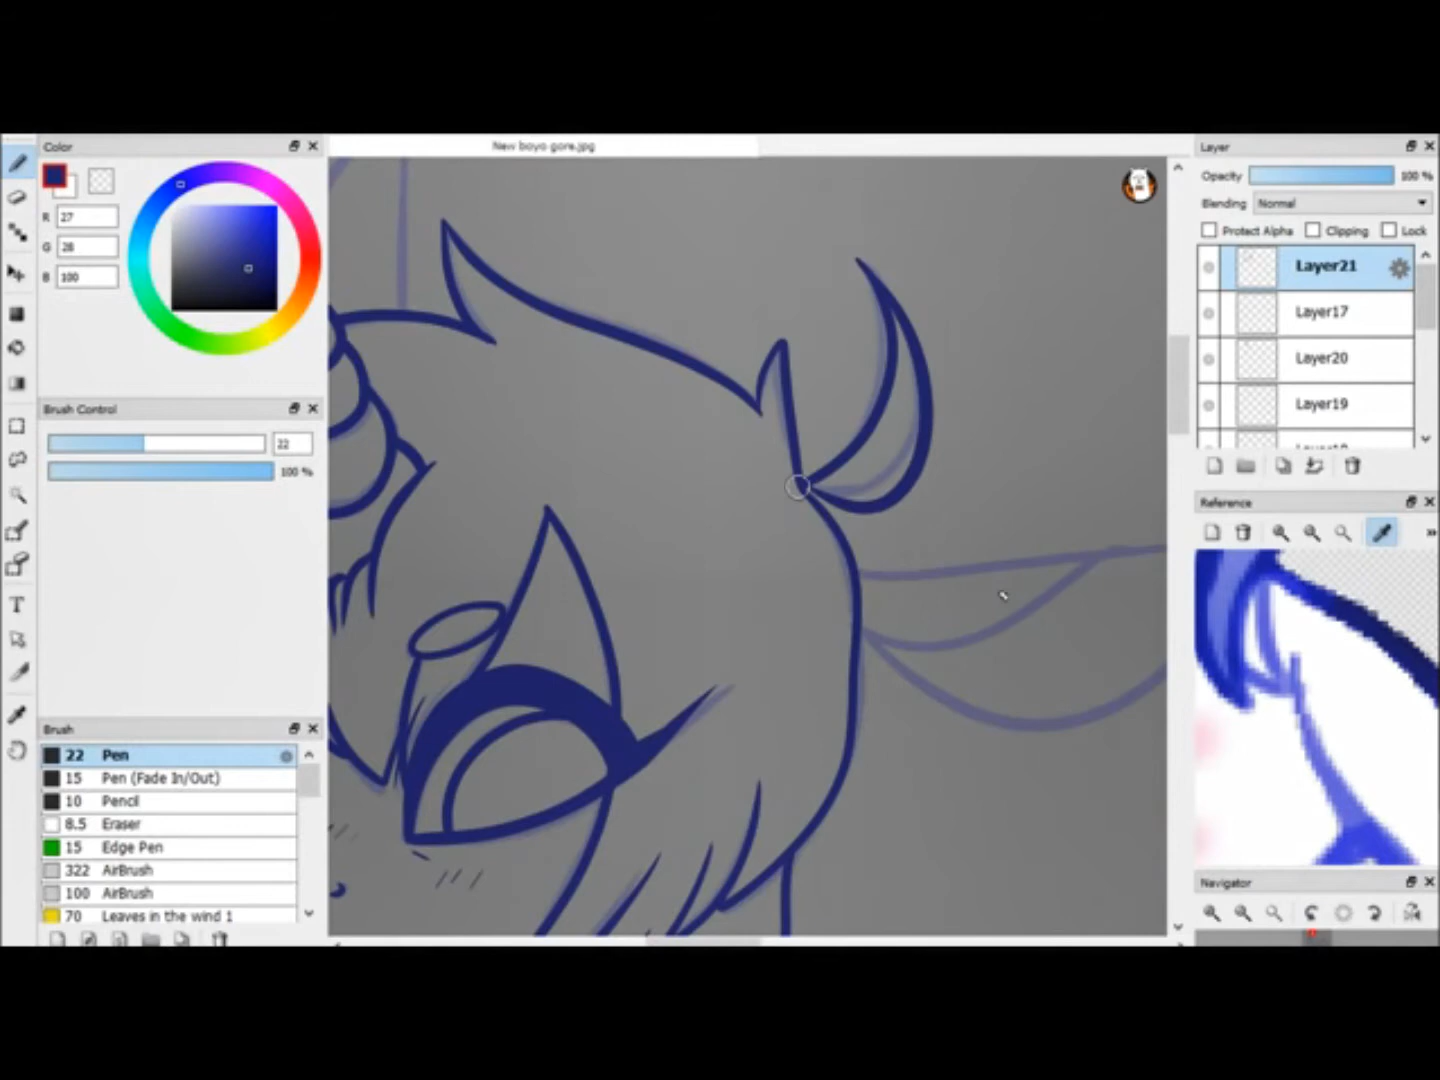 Color
New boyo gore.jpg
Layer
R 27
G 28
B 100
Opacity 100 %
Blending Normal
Protect Alpha Clipping Lock
Layer21
Layer17
Layer20
Layer19
Brush Control
22
100 %
Reference
T
Brush
22 Pen
15 Pen (Fade In/Out)
10 Pencil
8.5 Eraser
15 Edge Pen
322 AirBrush
100 AirBrush
70 Leaves in the wind 1
Navigator